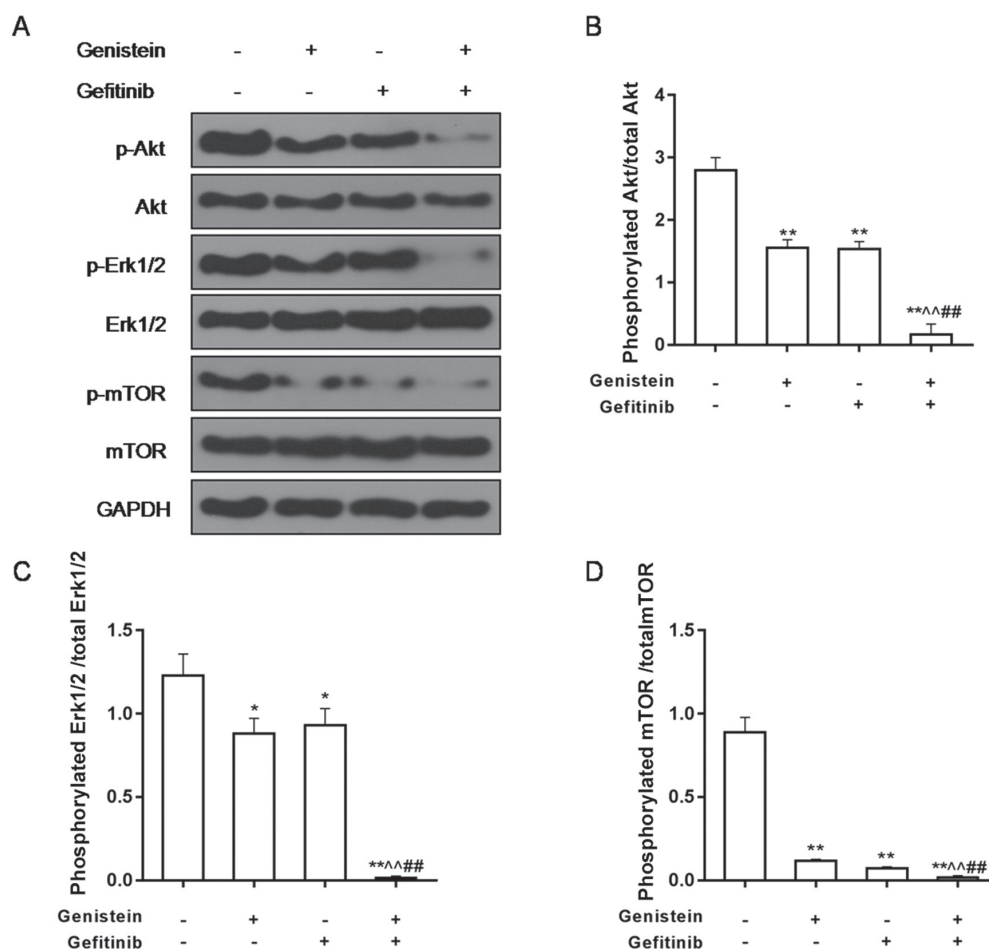 A
Genistein - + - +
Gefitinib - - + +
p-Akt
Akt
p-Erk1/2
Erk1/2
p-mTOR
mTOR
GAPDH
B
Phosphorylated Akt/total Akt
4
3
2
1
0
**
**
**^^##
Genistein - + - +
Gefitinib - - + +
C
Phosphorylated Erk1/2 /total Erk1/2
1.5
1.0
0.5
0.0
*
*
**^^##
Genistein - + - +
Gefitinib - - + +
D
Phosphorylated mTOR /totalmTOR
1.5
1.0
0.5
0.0
**
**
**^^##
Genistein - + - +
Gefitinib - - + +